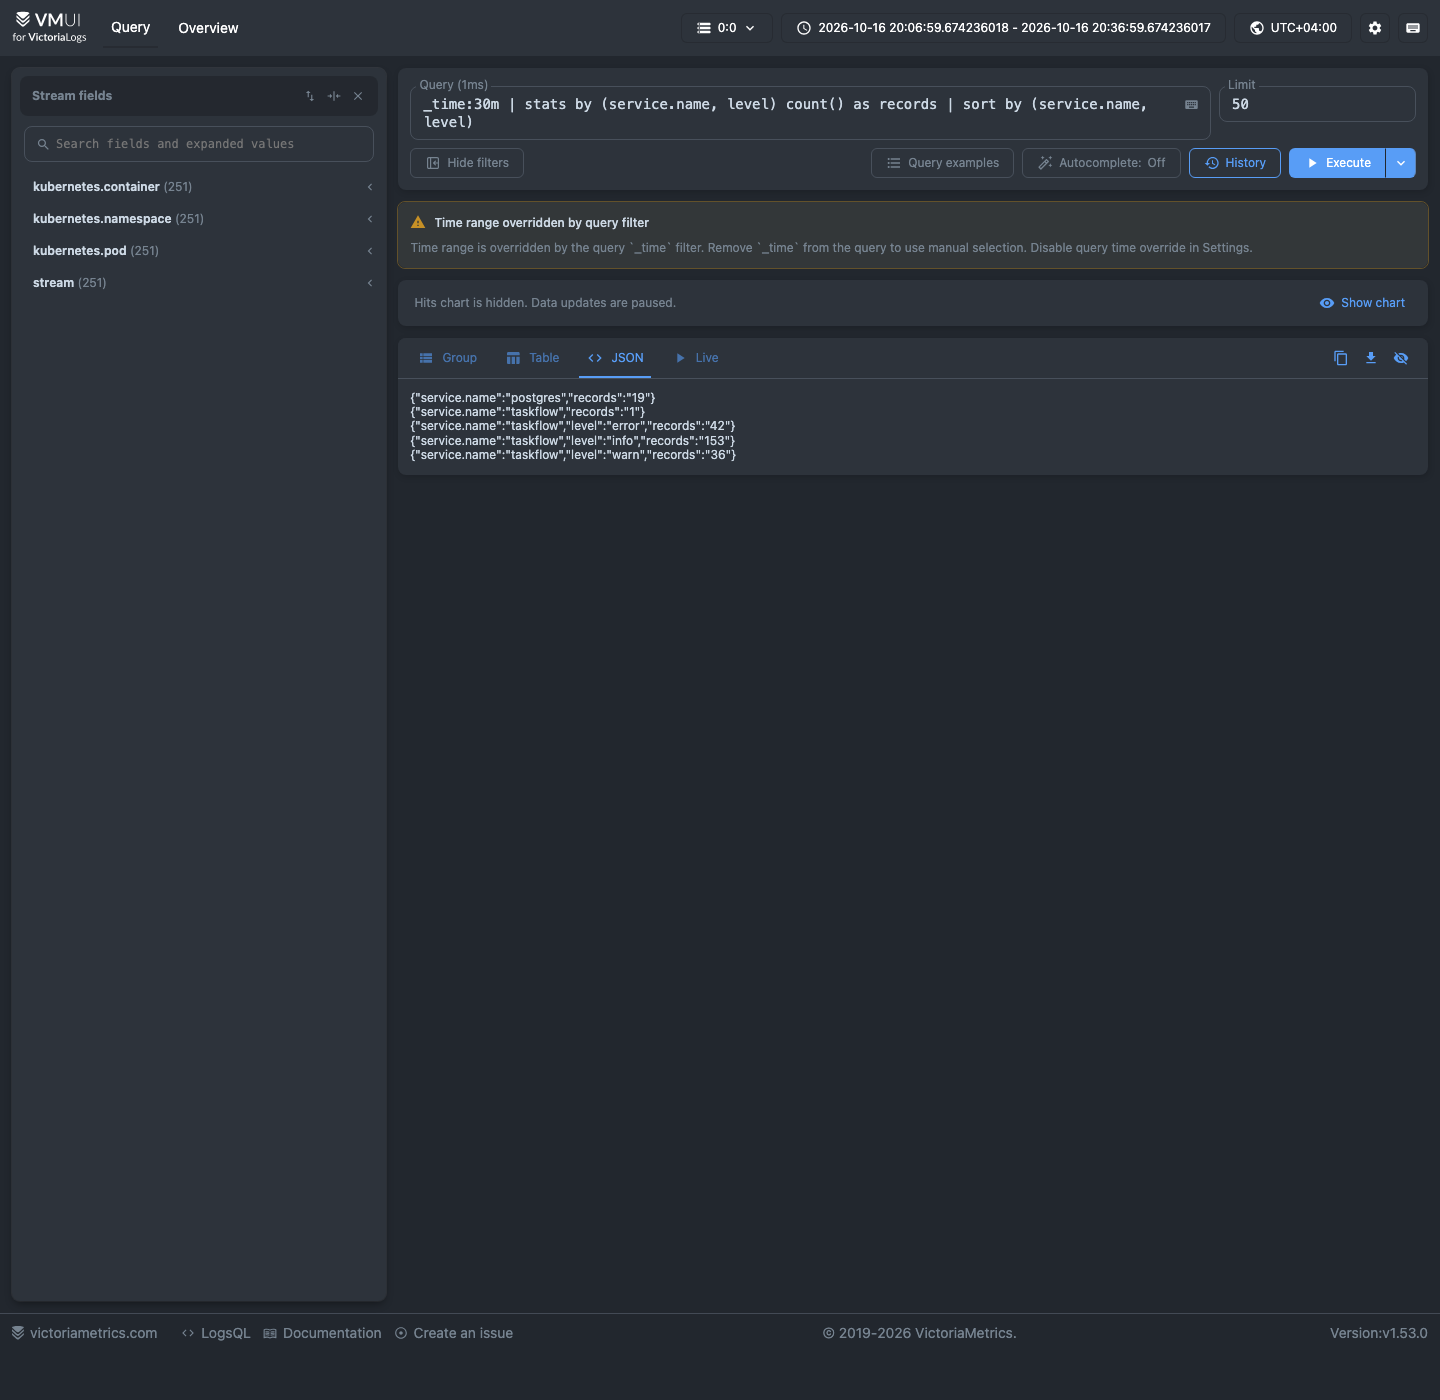 VMUI
for VictoriaLogs
Query
Overview
0:0
2026-10-16 20:06:59.674236018 - 2026-10-16 20:36:59.674236017
UTC+04:00
Stream fields
Search fields and expanded values
kubernetes.container (251)
kubernetes.namespace (251)
kubernetes.pod (251)
stream (251)
Query (1ms)
_time:30m | stats by (service.name, level) count() as records | sort by (service.name,
level)
Limit
50
Hide filters
Query examples
Autocomplete: Off
History
Execute
Time range overridden by query filter
Time range is overridden by the query `_time` filter. Remove `_time` from the query to use manual selection. Disable query time override in Settings.
Hits chart is hidden. Data updates are paused.
Show chart
Group
Table
JSON
Live
{"service.name":"postgres","records":"19"}
{"service.name":"taskflow","records":"1"}
{"service.name":"taskflow","level":"error","records":"42"}
{"service.name":"taskflow","level":"info","records":"153"}
{"service.name":"taskflow","level":"warn","records":"36"}
victoriametrics.com
LogsQL
Documentation
Create an issue
© 2019-2026 VictoriaMetrics.
Version:v1.53.0